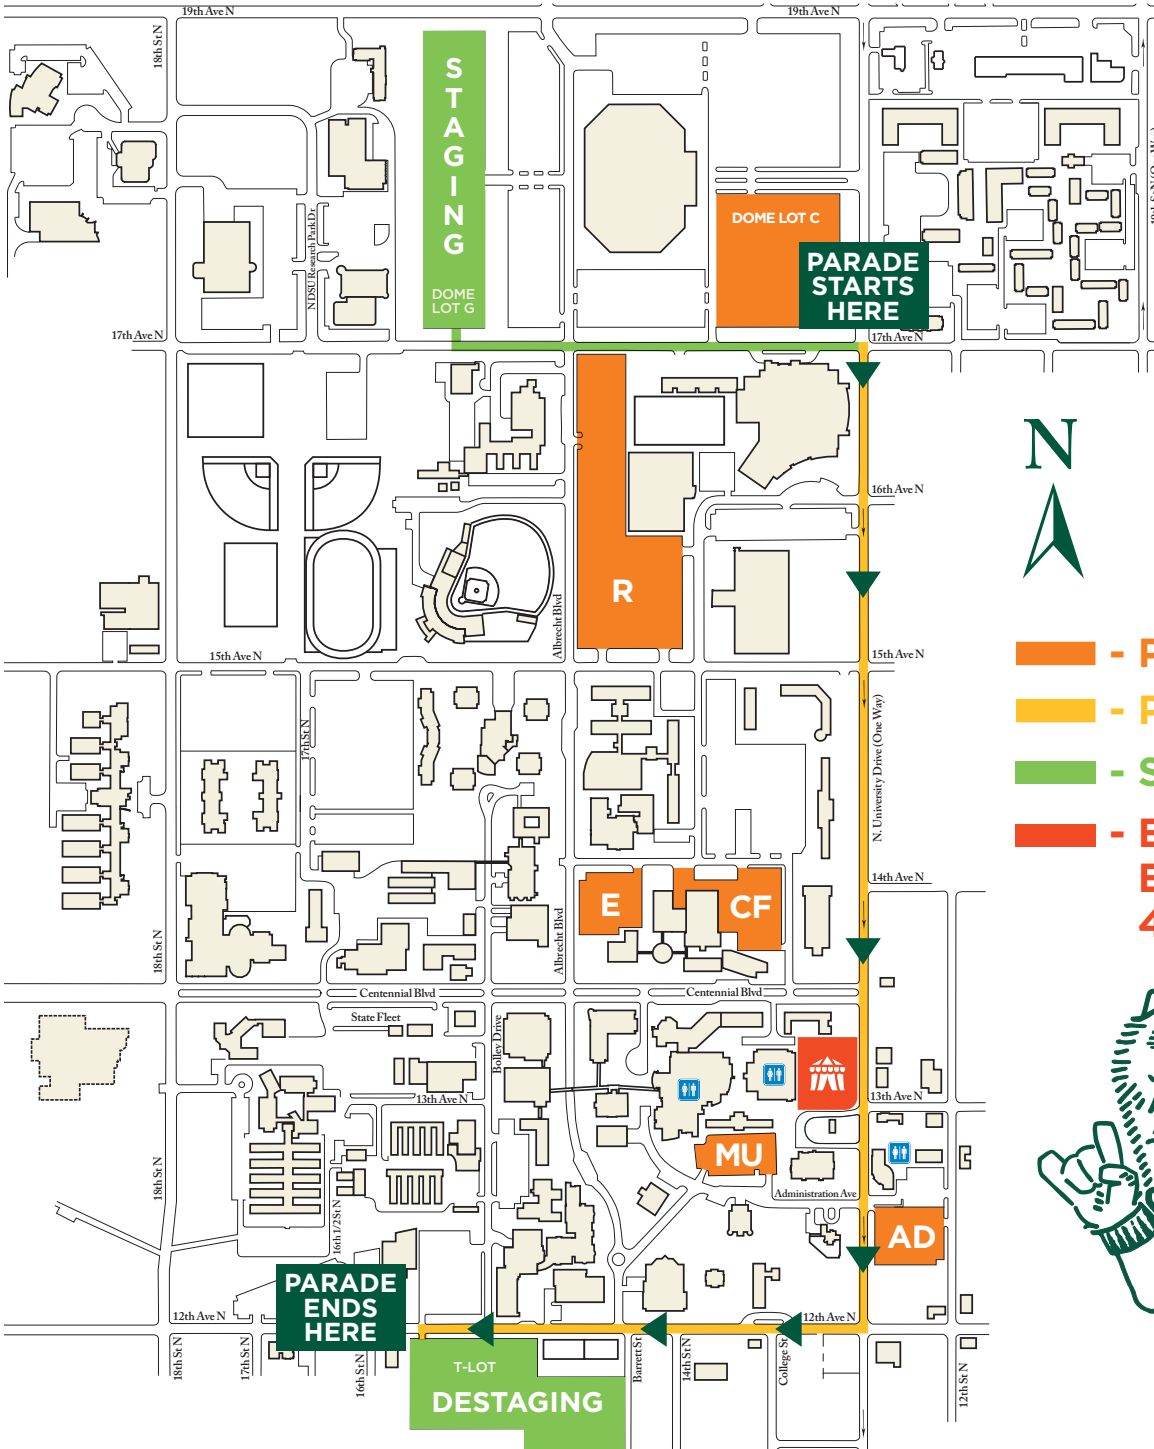 19th Ave N
19th Ave N
18th St N
S
T
A
G
I
N
G
DOME
LOT G
DOME LOT C
PARADE
STARTS
HERE
NDSU Research Park Dr
17th Ave N
17th Ave N
N
16th Ave N
R
Albrecht Blvd
15th Ave N
15th Ave N
- P
- P
- S
- E
E
4
17th St N
N. University Drive (One Way)
14th Ave N
E
CF
18th St N
Albrecht Blvd
Centennial Blvd
Centennial Blvd
State Fleet
Bolley Drive
13th Ave N
13th Ave N
MU
18th St N
Administration Ave
16th 1/2 St N
AD
PARADE
ENDS
HERE
12th Ave N
12th Ave N
18th St N
17th St N
16th St N
T-LOT
DESTAGING
Barrett St
14th St N
College St
12th St N